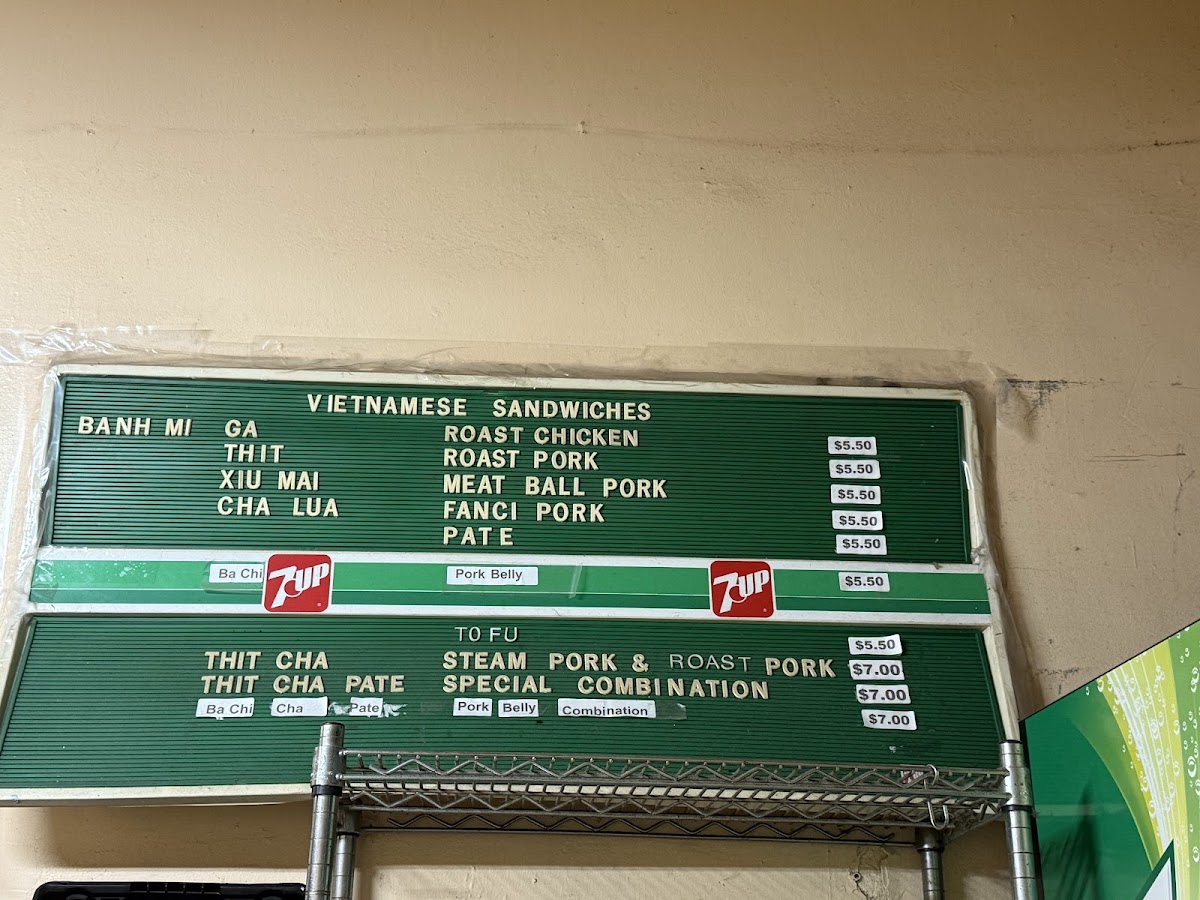 VIETNAMESE SANDWICHES
BANH MI GA ROAST CHICKEN $5.50
THIT ROAST PORK $5.50
XIU MAI MEAT BALL PORK $5.50
CHA LUA FANCI PORK $5.50
PATE $5.50
Ba Chi 7UP Pork Belly 7UP $5.50
TO FU $5.50
THIT CHA STEAM PORK & ROAST PORK $7.00
THIT CHA PATE SPECIAL COMBINATION $7.00
Ba Chi Cha Pate Pork Belly Combination $7.00